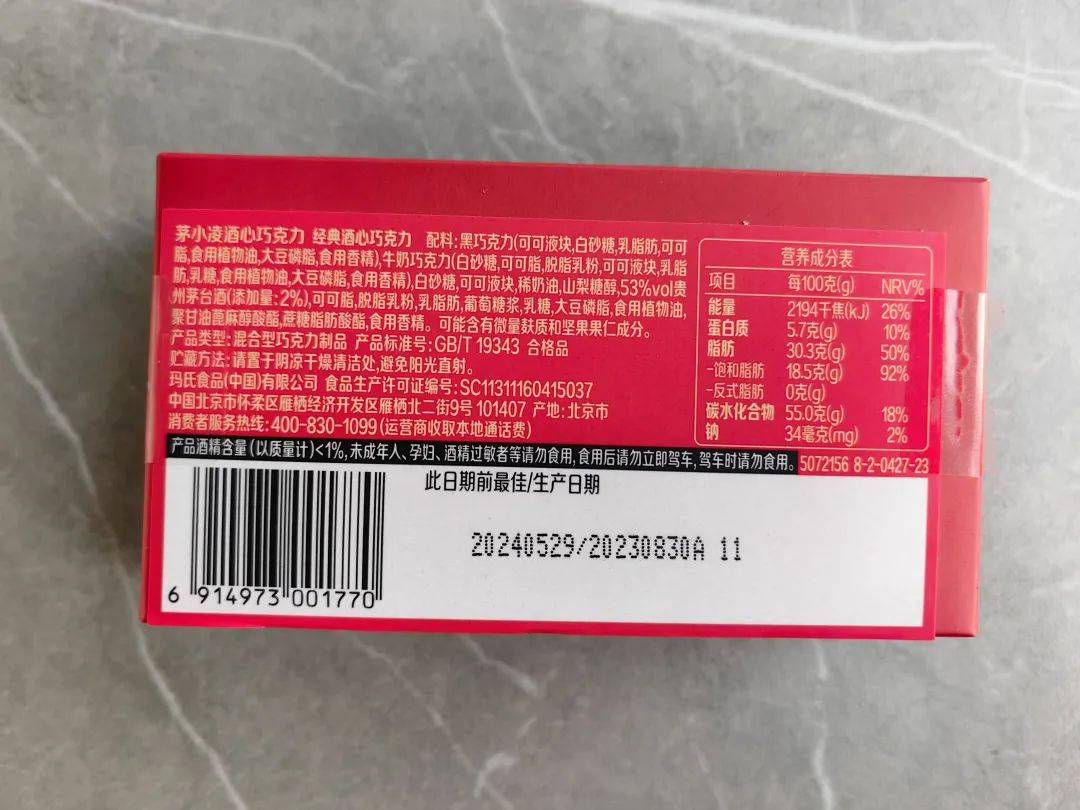 茅小凌酒心巧克力 经典酒心巧克力 配料:黑巧克力(可可液块,白砂糖,乳脂肪,可可
脂,食用植物油,大豆磷脂,食用香精),牛奶巧克力(白砂糖,可可脂,脱脂乳粉,可可液块,乳脂
肪,乳糖,食用植物油,大豆磷脂,食用香精),白砂糖,可可液块,稀奶油,山梨糖醇,53%vol贵
州茅台酒(添加量:2%),可可脂,脱脂乳粉,乳脂肪,葡萄糖浆,乳糖,大豆磷脂,食用植物油,
聚甘油蓖麻醇酸酯,蔗糖脂肪酸酯,食用香精。可能含有微量麸质和坚果果仁成分。
产品类型:混合型巧克力制品 产品标准号:GB/T 19343 合格品
贮藏方法:请置于阴凉干燥清洁处,避免阳光直射。
玛氏食品(中国)有限公司 食品生产许可证编号:SC11311160415037
中国北京市怀柔区雁栖经济开发区雁栖北二街9号 101407 产地:北京市
消费者服务热线:400-830-1099(运营商收取本地通话费)
营养成分表
项目 每100克(g) NRV%
能量 2194千焦(kJ) 26%
蛋白质 5.7克(g) 10%
脂肪 30.3克(g) 50%
-饱和脂肪 18.5克(g) 92%
-反式脂肪 0克(g)
碳水化合物 55.0克(g) 18%
钠 34毫克(mg) 2%
产品酒精含量(以质量计)<1%,未成年人、孕妇、酒精过敏者等请勿食用,食用后请勿立即驾车,驾车时请勿食用。
5072156 8-2-0427-23
此日期前最佳/生产日期
20240529/20230830A 11
6 914973 001770